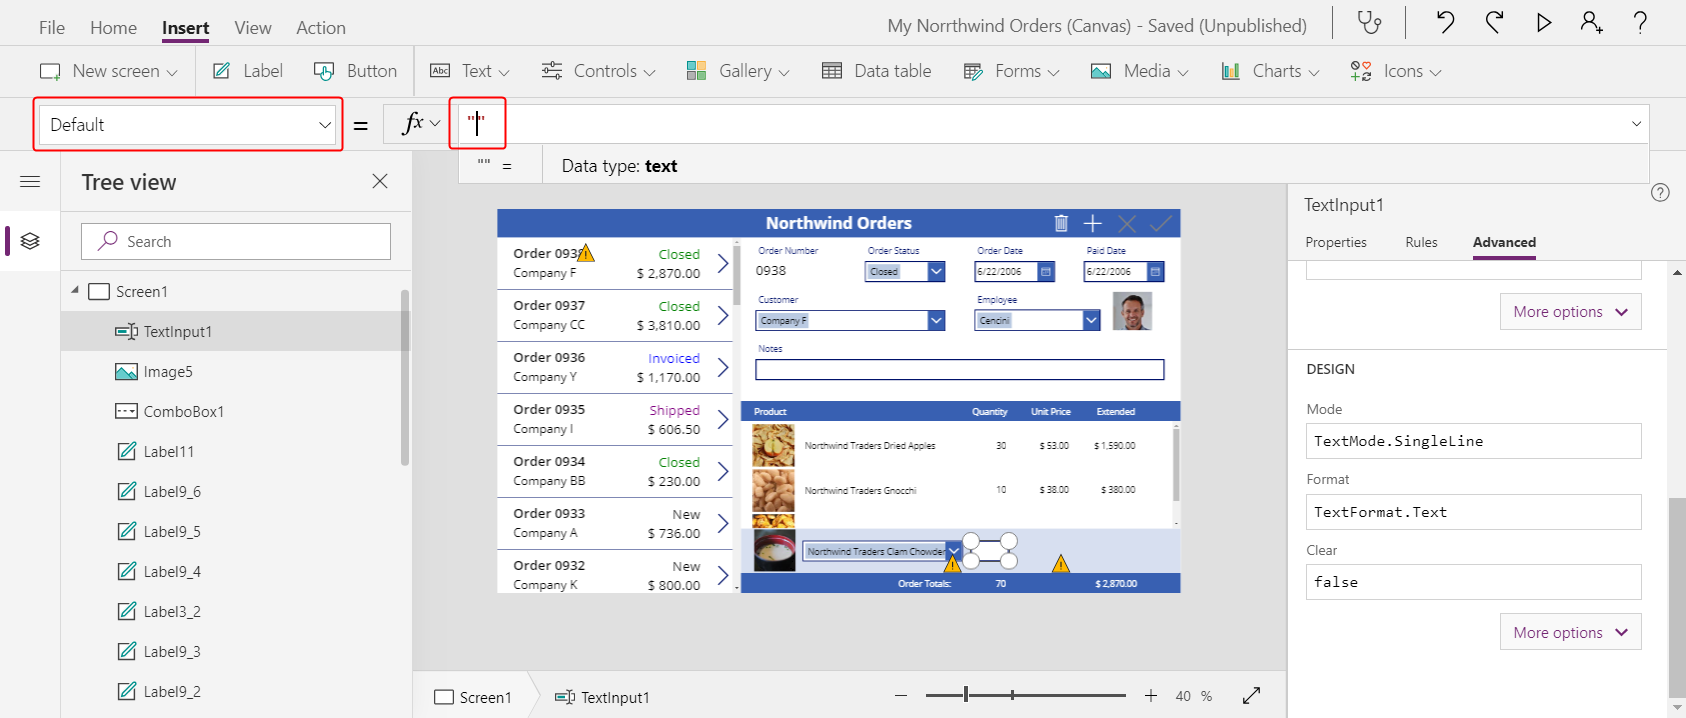 File Home Insert View Action My Norrthwind Orders (Canvas) - Saved (Unpublished) ?
New screen Label Button Abc Text Controls Gallery Data table Forms Media Charts Icons
Default = fx ""
"" = Data type: text
Tree view
Search
Screen1
TextInput1
Image5
ComboBox1
Label11
Label9_6
Label9_5
Label9_4
Label3_2
Label9_3
Label9_2
Northwind Orders
Order 0938 Closed
Company F $ 2,870.00
Order 0937 Closed
Company CC $ 3,810.00
Order 0936 Invoiced
Company Y $ 1,170.00
Order 0935 Shipped
Company I $ 606.50
Order 0934 Closed
Company BB $ 230.00
Order 0933 New
Company A $ 736.00
Order 0932 New
Company K $ 800.00
Order Number Order Status Order Date Paid Date
0938 Closed 6/22/2006 6/22/2006
Customer Employee
Company F Cencini
Notes
Product Quantity Unit Price Extended
Northwind Traders Dried Apples 30 $ 53.00 $ 1,590.00
Northwind Traders Gnocchi 10 $ 38.00 $ 380.00
Northwind Traders Clam Chowder
Order Totals: 70 $ 2,870.00
Screen1 TextInput1 40 %
?
TextInput1
Properties Rules Advanced
More options
DESIGN
Mode
TextMode.SingleLine
Format
TextFormat.Text
Clear
false
More options